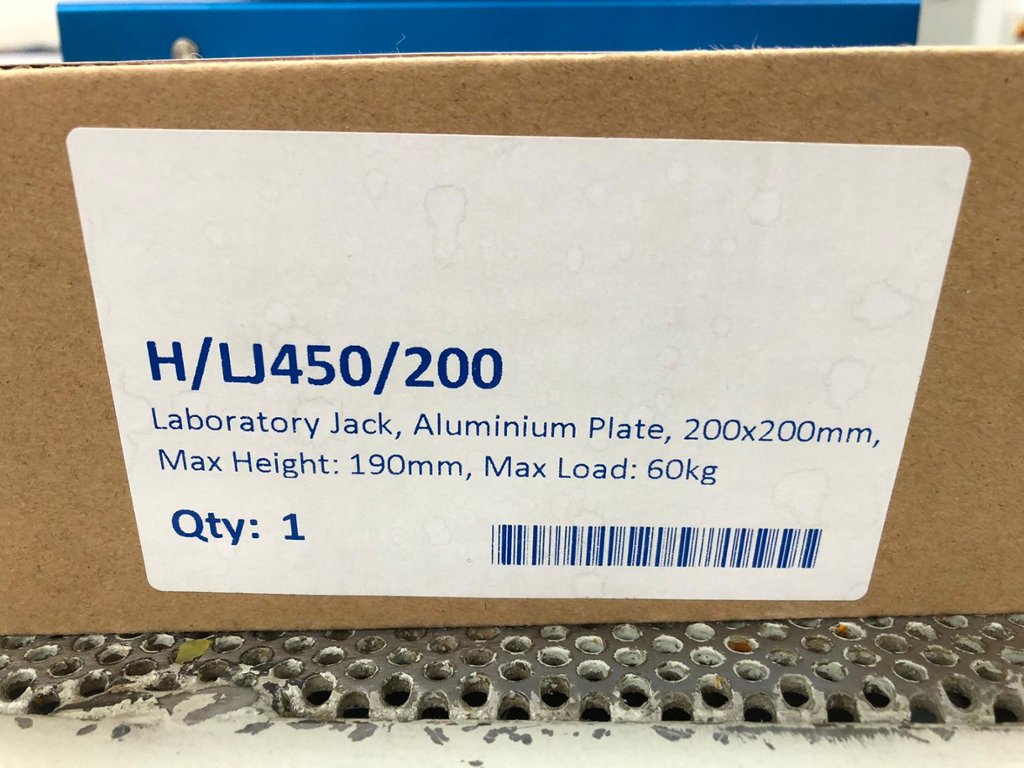 H/LJ450/200
Laboratory Jack, Aluminium Plate, 200x200mm,
Max Height: 190mm, Max Load: 60kg
Qty: 1